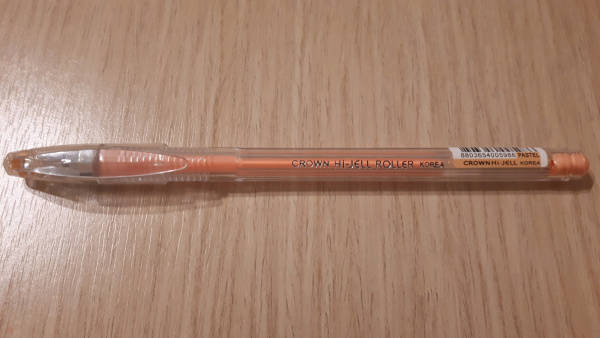 CROWN HI-JELL ROLLER KOREA
8803654005986 PASTEL
CROWN HI-JELL KOREA